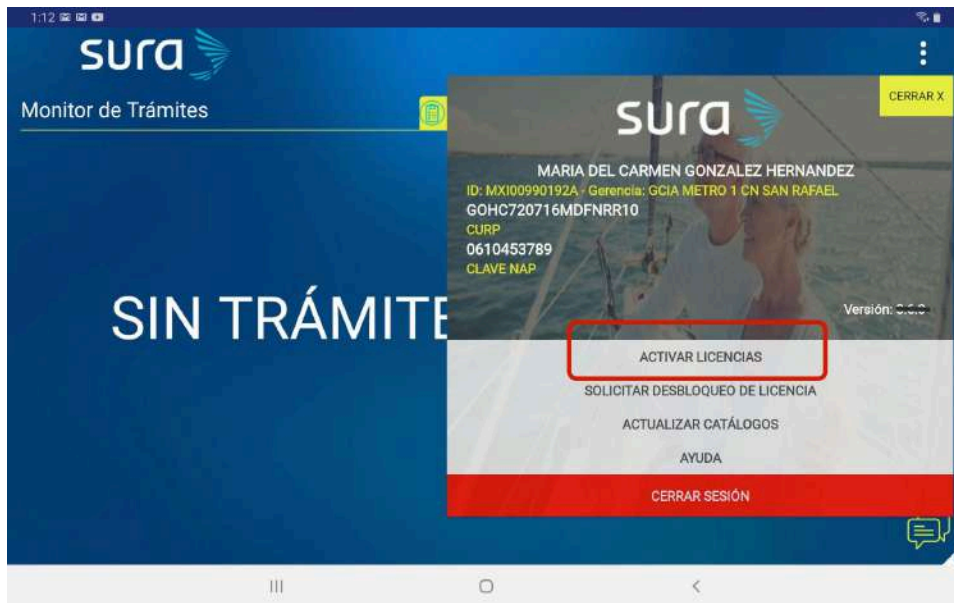 1:12
sura
Monitor de Trámites
SIN TRÁMITE
CERRAR X
sura
MARIA DEL CARMEN GONZALEZ HERNANDEZ
ID: MXI00990192A - Gerencia: GCIA METRO 1 CN SAN RAFAEL
GOHC720716MDFNRR10
CURP
0610453789
CLAVE NAP
Versión:
ACTIVAR LICENCIAS
SOLICITAR DESBLOQUEO DE LICENCIA
ACTUALIZAR CATÁLOGOS
AYUDA
CERRAR SESIÓN